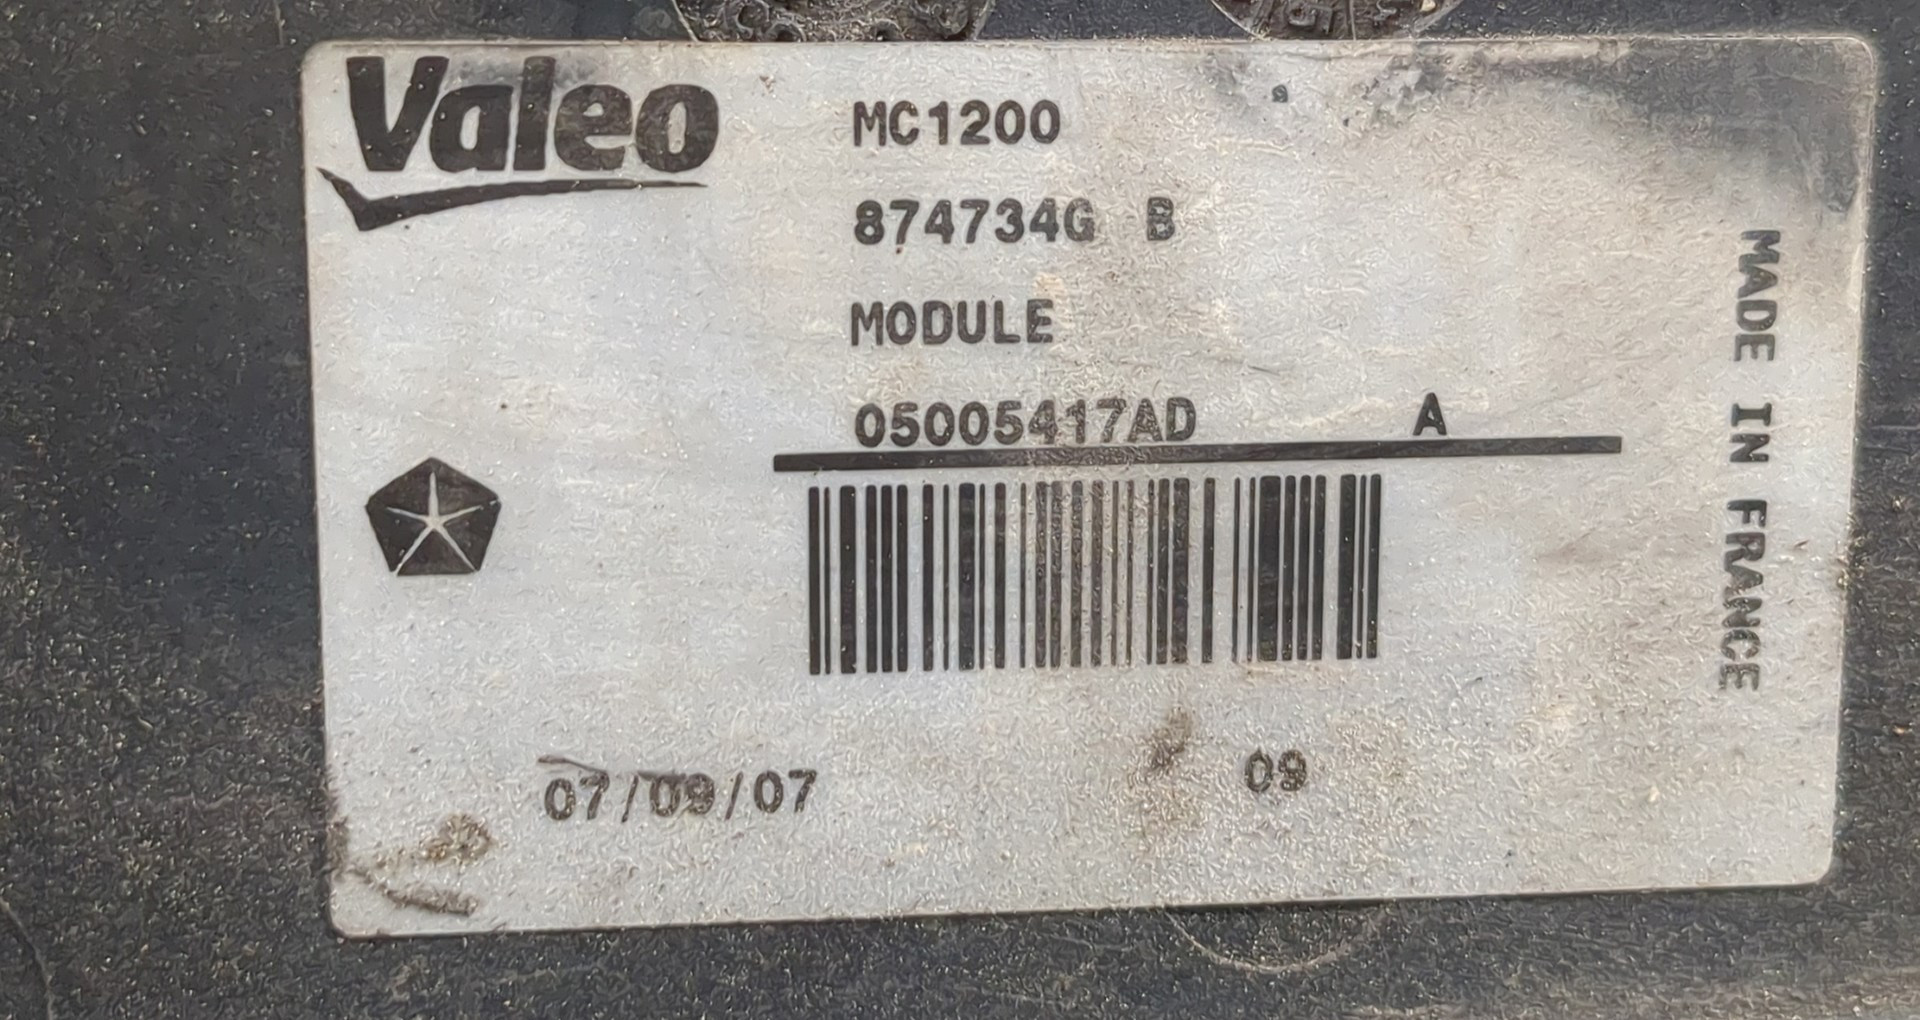 Valeo
MC1200
874734G B
MODULE
05005417AD A
07/09/07 09
MADE IN FRANCE